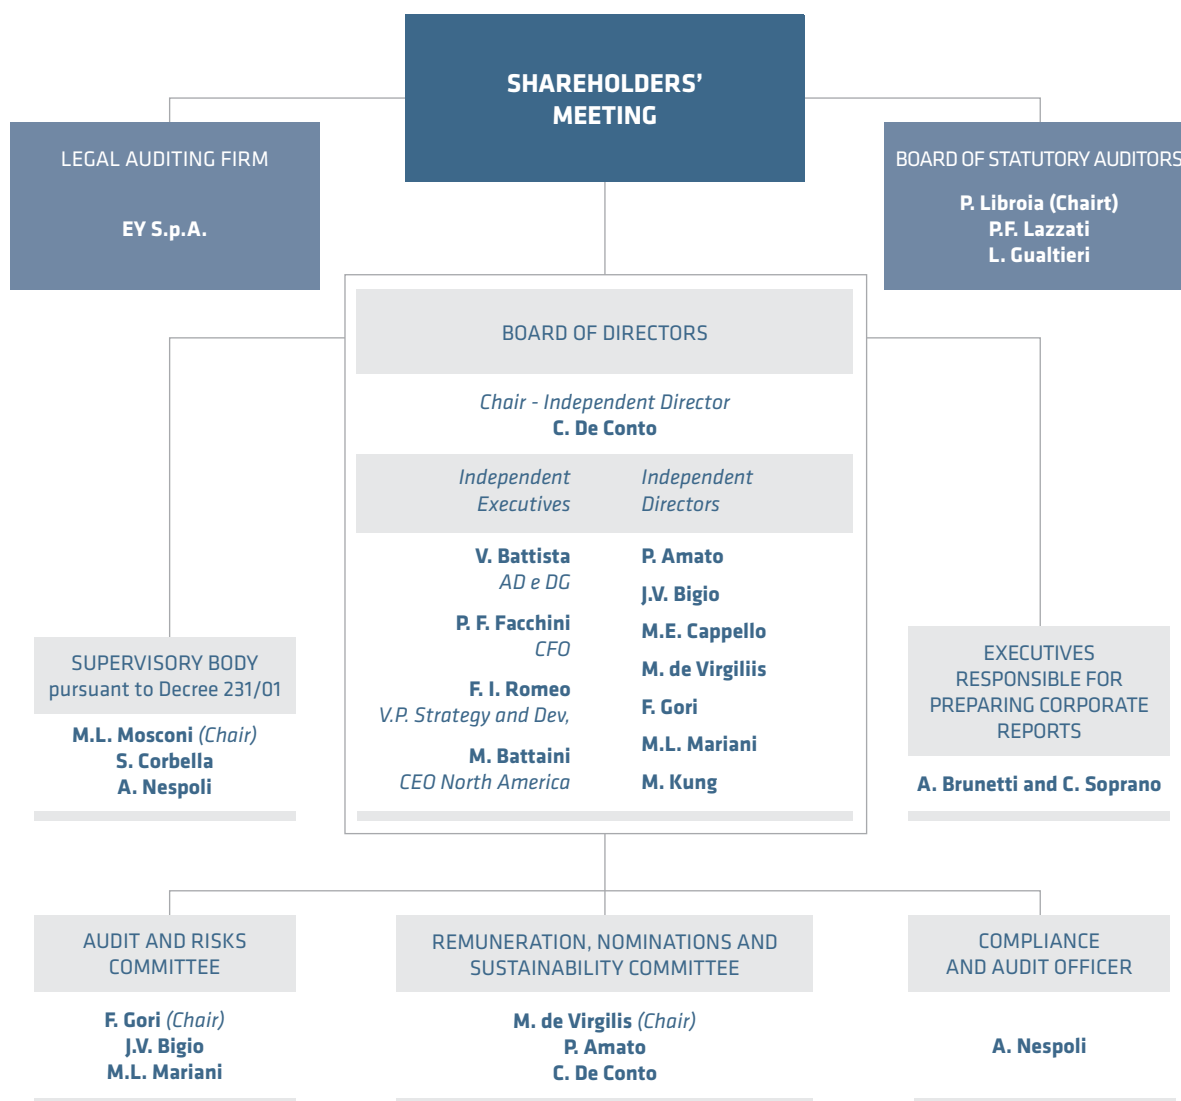 SHAREHOLDERS’
MEETING
LEGAL AUDITING FIRM
EY S.p.A.
BOARD OF STATUTORY AUDITORS
P. Libroia (Chairt)
P.F. Lazzati
L. Gualtieri
BOARD OF DIRECTORS
Chair - Independent Director
C. De Conto
Independent
Executives
V. Battista
AD e DG
P. F. Facchini
CFO
F. I. Romeo
V.P. Strategy and Dev,
M. Battaini
CEO North America
Independent
Directors
P. Amato
J.V. Bigio
M.E. Cappello
M. de Virgiliis
F. Gori
M.L. Mariani
M. Kung
SUPERVISORY BODY
pursuant to Decree 231/01
M.L. Mosconi (Chair)
S. Corbella
A. Nespoli
EXECUTIVES
RESPONSIBLE FOR
PREPARING CORPORATE
REPORTS
A. Brunetti and C. Soprano
AUDIT AND RISKS
COMMITTEE
F. Gori (Chair)
J.V. Bigio
M.L. Mariani
REMUNERATION, NOMINATIONS AND
SUSTAINABILITY COMMITTEE
M. de Virgilis (Chair)
P. Amato
C. De Conto
COMPLIANCE
AND AUDIT OFFICER
A. Nespoli